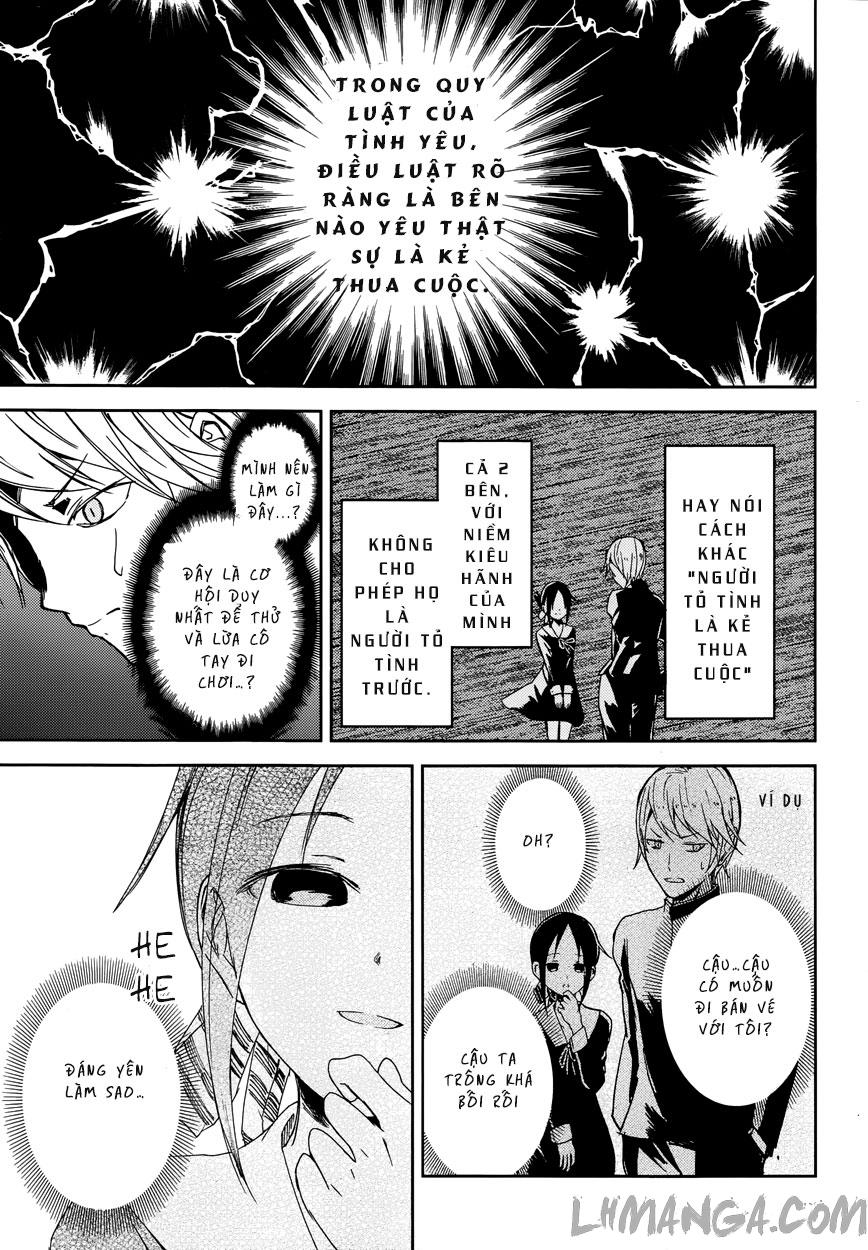 TRONG QUY
LUẬT CỦA
TÌNH YÊU,
ĐIỀU LUẬT RÕ
RÀNG LÀ BÊN
NÀO YÊU THẬT
SỰ LÀ KẺ
THUA CUỘC.
HAY NÓI
CÁCH
KHÁC
"NGƯỜI
TỎ TÌNH
LÀ KẺ
THUA
CUỘC"
CẢ 2
BÊN,
VỚI
NIỀM
KIÊU
HÃNH
CỦA
MÌNH
KHÔNG
CHO
PHÉP HỌ
LÀ
NGƯỜI TỎ
TÌNH
TRƯỚC.
MÌNH NÊN
LÀM GÌ
ĐÂY...?
ĐÂY LÀ CƠ
HỘI DUY
NHẤT ĐỂ THỬ
VÀ LỪA CÔ
TA ĐI
CHƠI...?
VÍ DỤ
CẬU...CẬU
CÓ MUỐN
ĐI BÁN VÉ
VỚI TÔI?
OH?
CẬU TA
TRÔNG KHÁ
BỐI RỐI
HE
HE
ĐÁNG YÊN
LÀM SAO...
LHMANGA.COM